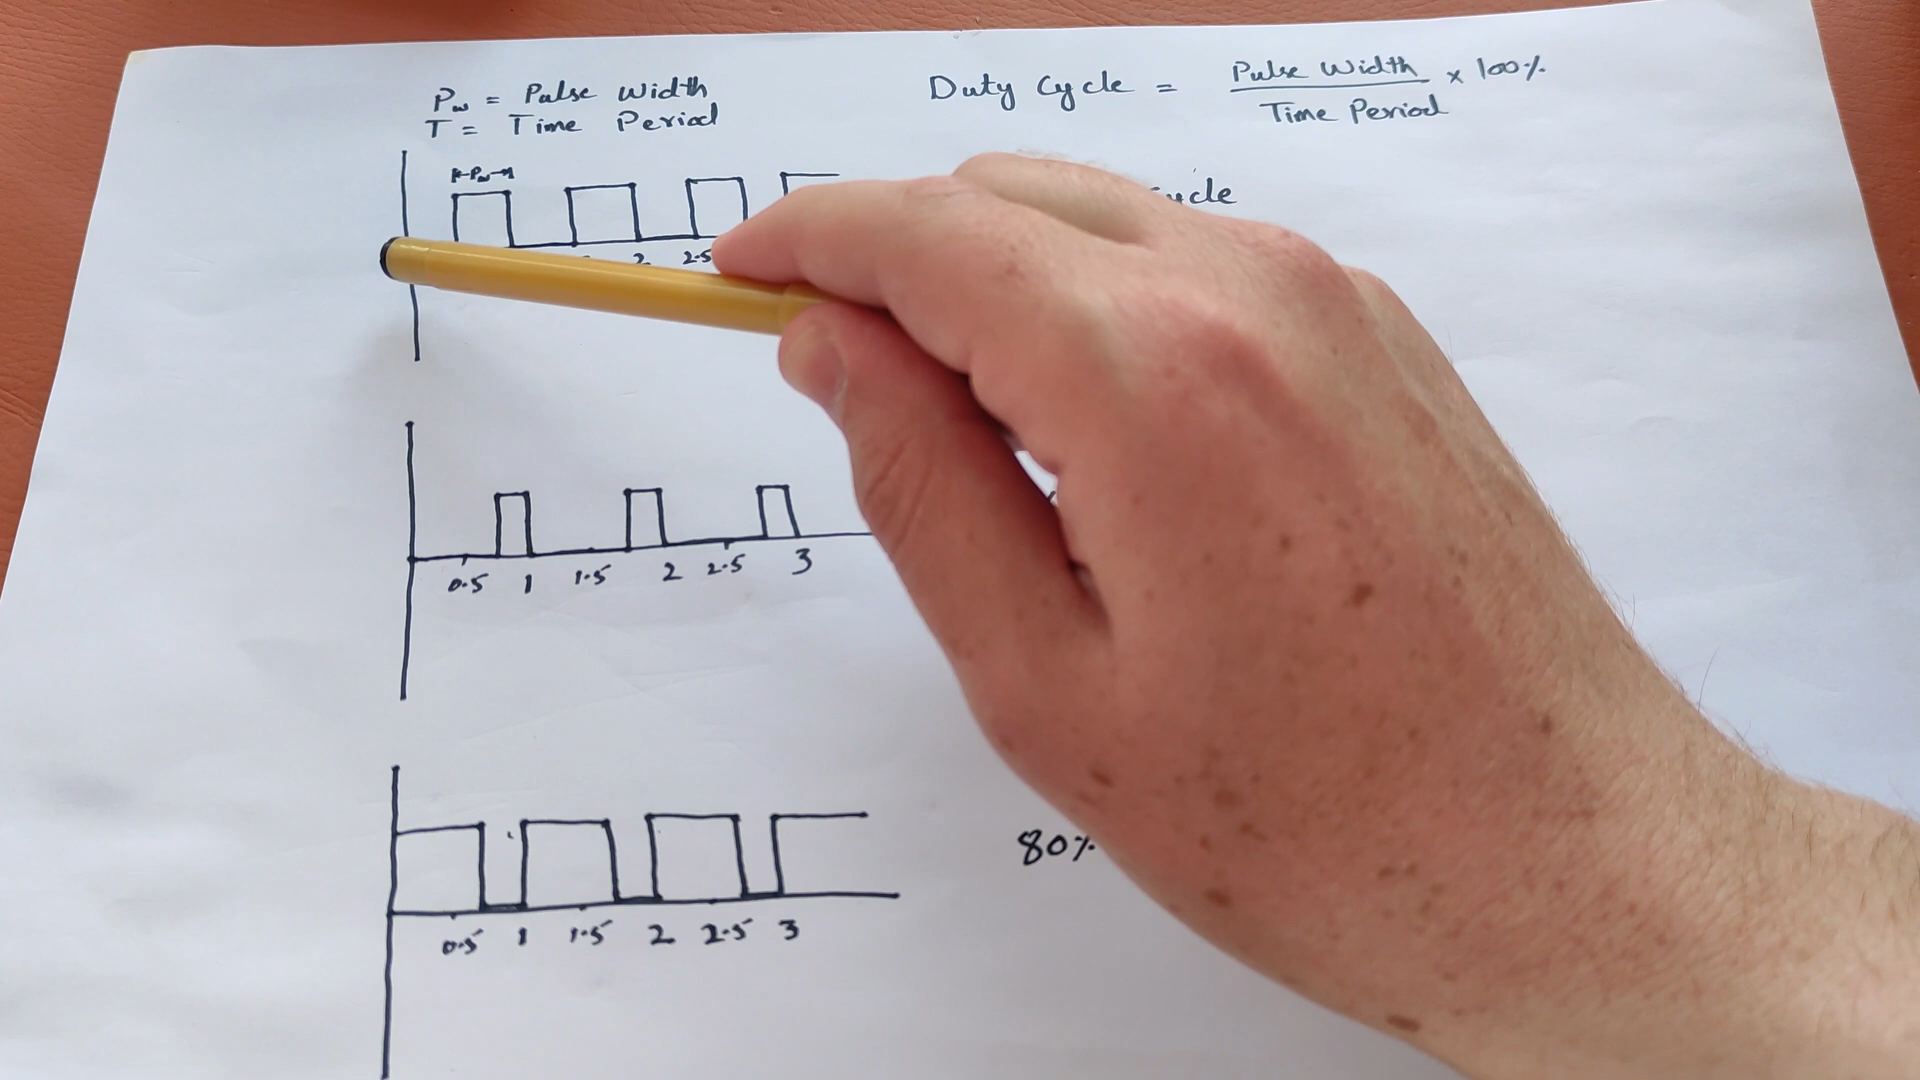 Pw = Pulse Width
T = Time Period
Duty Cycle = Pulse Width / Time Period x 100%
Pw
2 2.5
0.5 1 1.5 2 2.5 3
80%
0.5 1 1.5 2 2.5 3